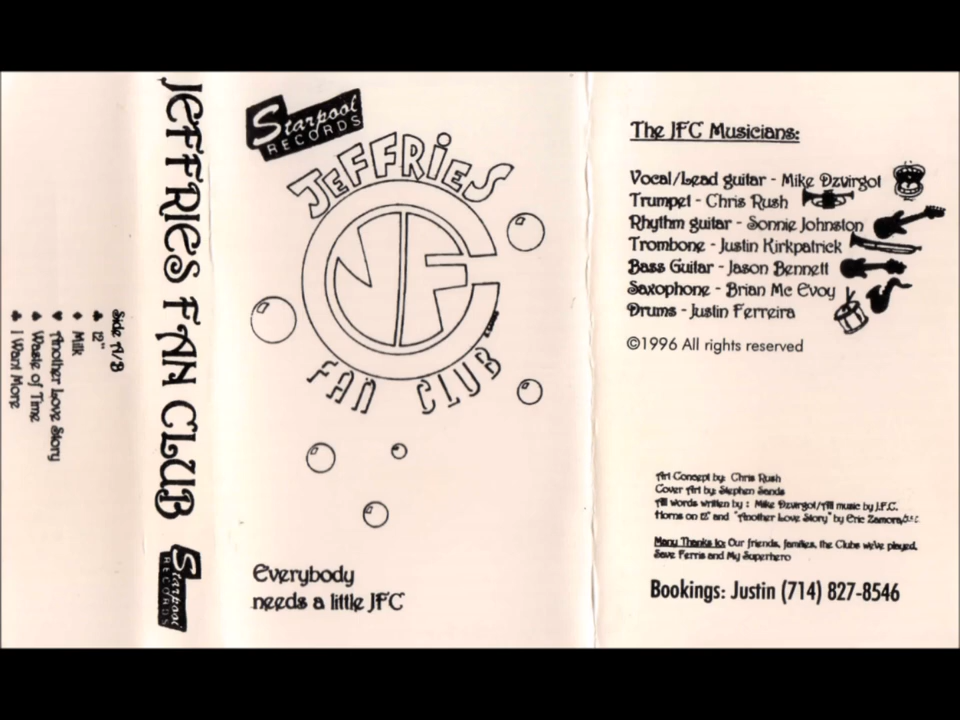 Side A/B
♣ 12"
♦ Milk
♥ Another Love Story
♠ Waste of Time
♣ I Want More
JEFFRIES FAN CLUB
Starpool
RECORDS
Starpool
RECORDS
JEFFRIES
JFC
FAN CLUB
Everybody
needs a little JFC
The JFC Musicians:
Vocal/Lead guitar - Mike Dzvirgol
Trumpet - Chris Rush
Rhythm guitar - Sonnie Johnston
Trombone - Justin Kirkpatrick
Bass Guitar - Jason Bennett
Saxophone - Brian Mc Evoy
Drums - Justin Ferreira
©1996 All rights reserved
Art Concept by: Chris Rush
Cover Art by: Stephen Sands
All words written by : Mike Dzvirgol/All music by J.F.C.
Horns on 12" and "Another Love Story" by Eric Zamora/
Many Thanks to: Our friends, families, the Clubs we've played,
Save Ferris and My Superhero
Bookings: Justin (714) 827-8546